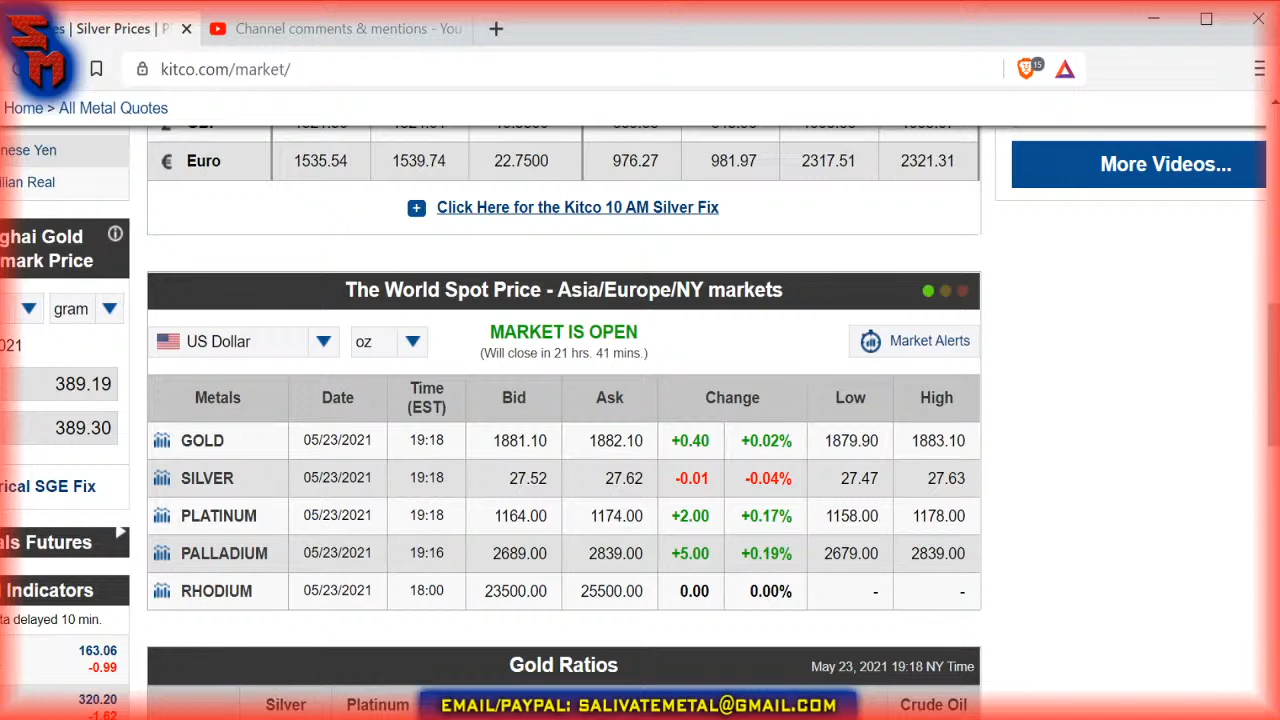 SM
es | Silver Prices | P
Channel comments & mentions - You
kitco.com/market/
15
Home > All Metal Quotes
nese Yen
ilian Real
Euro 1535.54 1539.74 22.7500 976.27 981.97 2317.51 2321.31
More Videos...
Click Here for the Kitco 10 AM Silver Fix
ghai Gold
mark Price
gram
021
389.19
389.30
rical SGE Fix
als Futures
Indicators
ta delayed 10 min.
163.06
-0.99
320.20
-1.62
The World Spot Price - Asia/Europe/NY markets
US Dollar
oz
MARKET IS OPEN
(Will close in 21 hrs. 41 mins.)
Market Alerts
Metals Date Time (EST) Bid Ask Change Low High
GOLD 05/23/2021 19:18 1881.10 1882.10 +0.40 +0.02% 1879.90 1883.10
SILVER 05/23/2021 19:18 27.52 27.62 -0.01 -0.04% 27.47 27.63
PLATINUM 05/23/2021 19:18 1164.00 1174.00 +2.00 +0.17% 1158.00 1178.00
PALLADIUM 05/23/2021 19:16 2689.00 2839.00 +5.00 +0.19% 2679.00 2839.00
RHODIUM 05/23/2021 18:00 23500.00 25500.00 0.00 0.00% - -
Gold Ratios
May 23, 2021 19:18 NY Time
Silver Platinum Crude Oil
EMAIL/PAYPAL: SALIVATEMETAL@GMAIL.COM